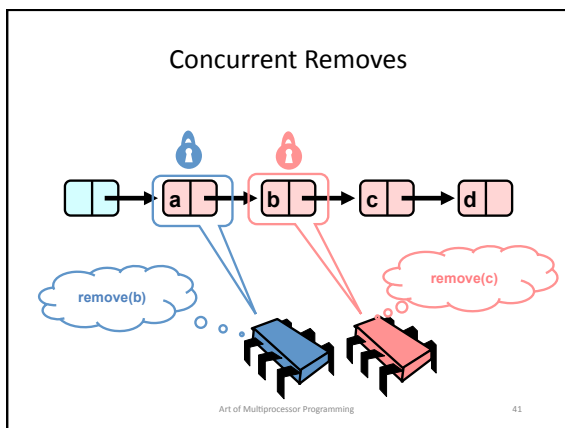 Concurrent Removes
a b c d
remove(b)
remove(c)
Art of Multiprocessor Programming 41